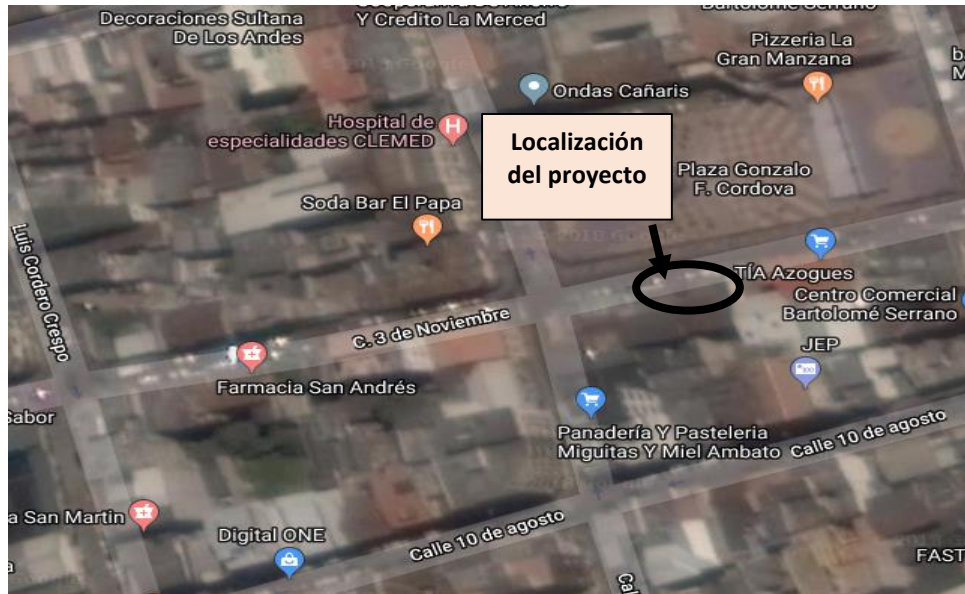 Decoraciones Sultana
De Los Andes
Y Credito La Merced
Bartolomé Serrano
Pizzeria La
Gran Manzana
Ondas Cañaris
Hospital de
especialidades CLEMED
Localización
del proyecto
Plaza Gonzalo
F. Cordova
Soda Bar El Papa
Luis Cordero Crespo
TÍA Azogues
Centro Comercial
Bartolomé Serrano
C. 3 de Noviembre
JEP
Farmacia San Andrés
Sabor
Panadería Y Pasteleria
Miguitas Y Miel Ambato
Calle 10 de agosto
a San Martin
Digital ONE
Calle 10 de agosto
FAST
Cal